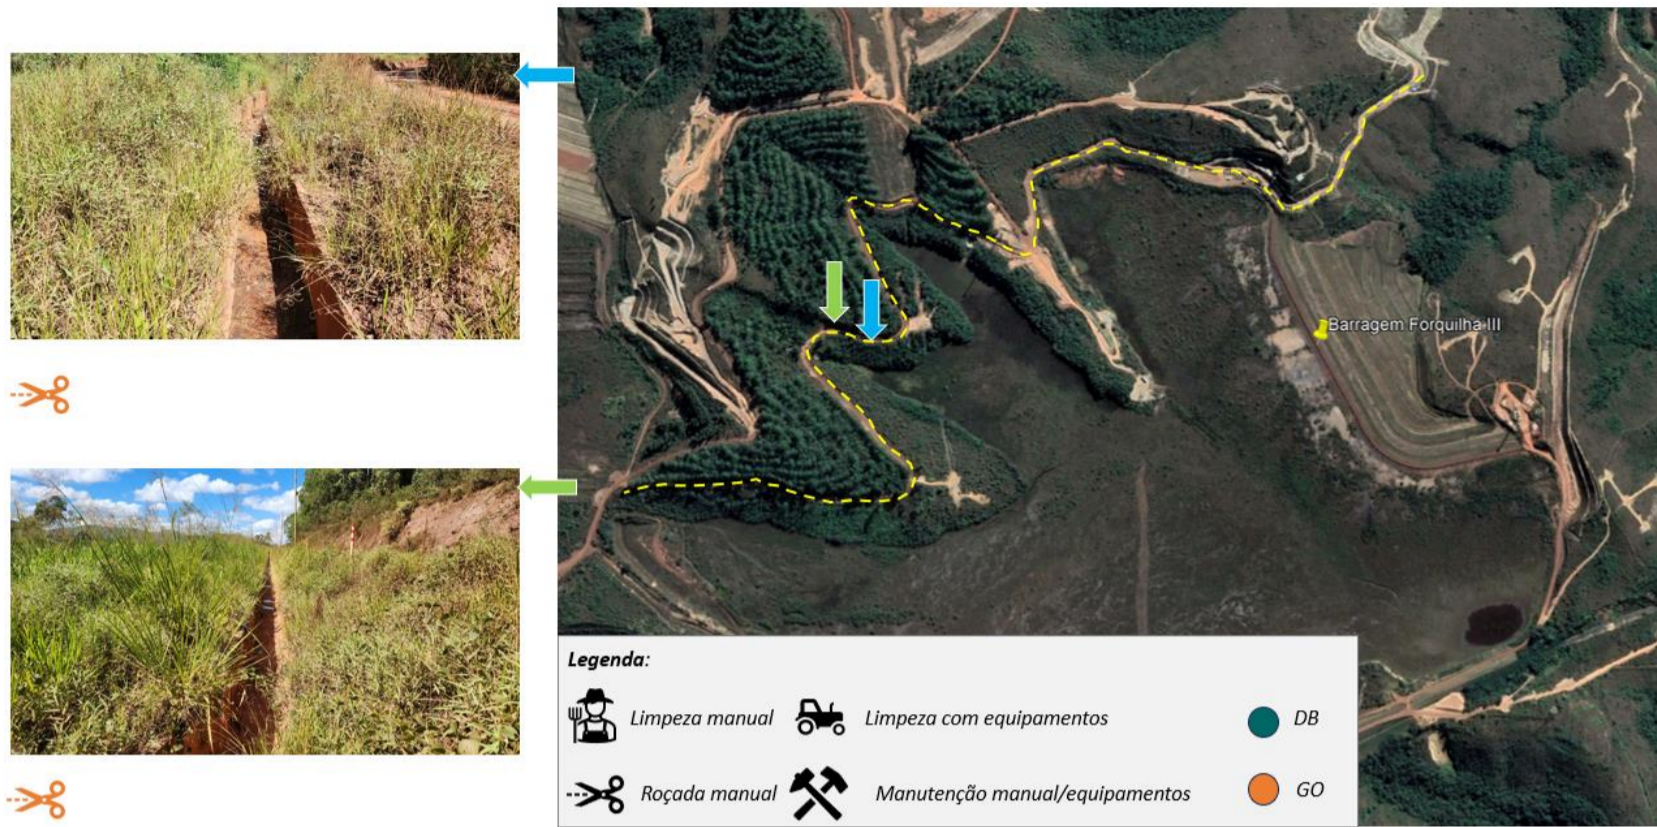 Barragem Forquilha III
Legenda:
Limpeza manual
Limpeza com equipamentos
DB
Roçada manual
Manutenção manual/equipamentos
GO